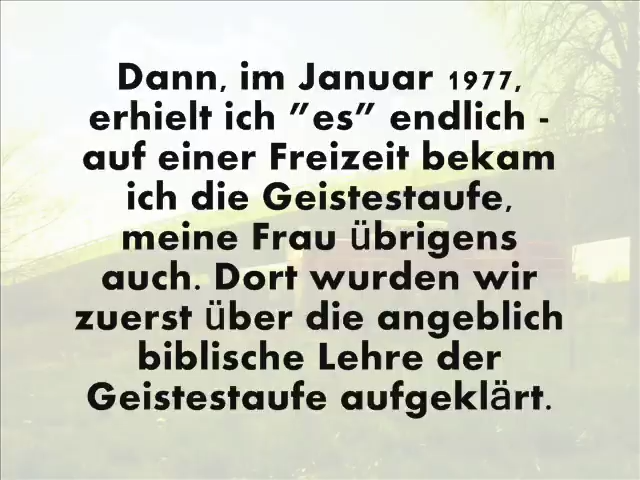 Dann, im Januar 1977,
erhielt ich "es" endlich -
auf einer Freizeit bekam
ich die Geistestaufe,
meine Frau übrigens
auch. Dort wurden wir
zuerst über die angeblich
biblische Lehre der
Geistestaufe aufgeklärt.